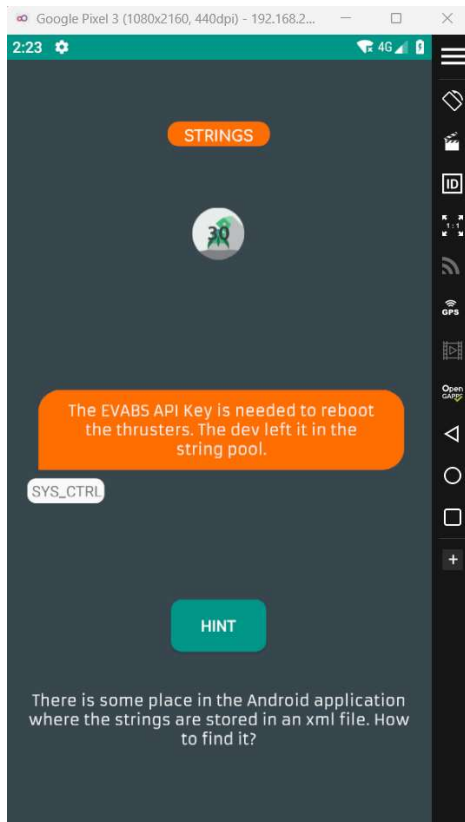 Google Pixel 3 (1080x2160, 440dpi) - 192.168.2...
2:23 4G
STRINGS
30
The EVABS API Key is needed to reboot
the thrusters. The dev left it in the
string pool.
SYS_CTRL
HINT
There is some place in the Android application
where the strings are stored in an xml file. How
to find it?
ID
1:1
GPS
Open
GAPPS